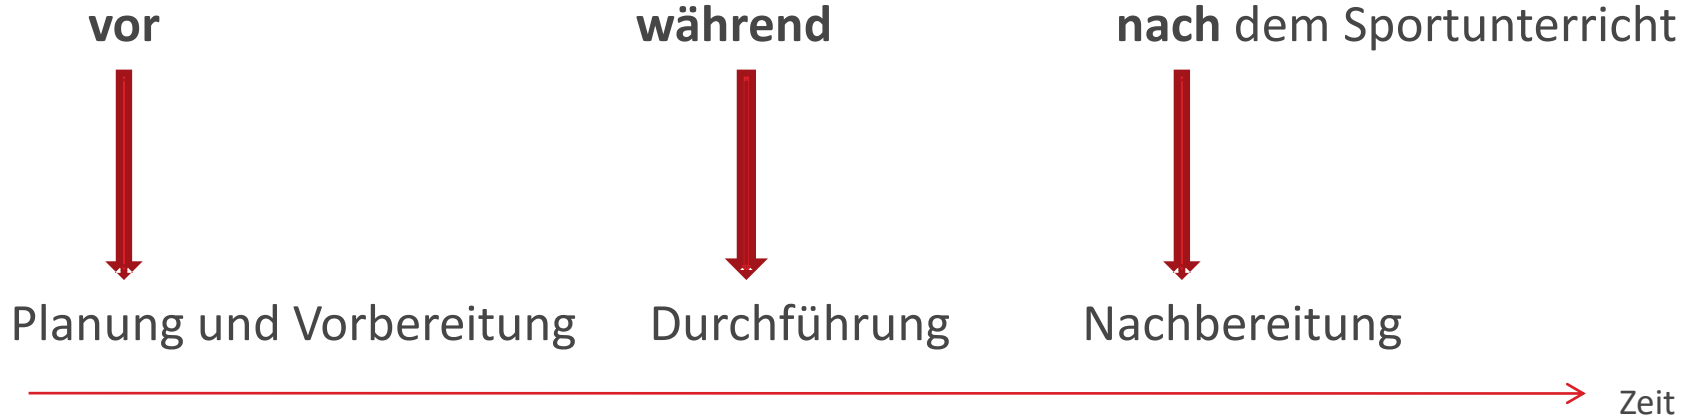 vor während nach dem Sportunterricht
Planung und Vorbereitung Durchführung Nachbereitung
Zeit